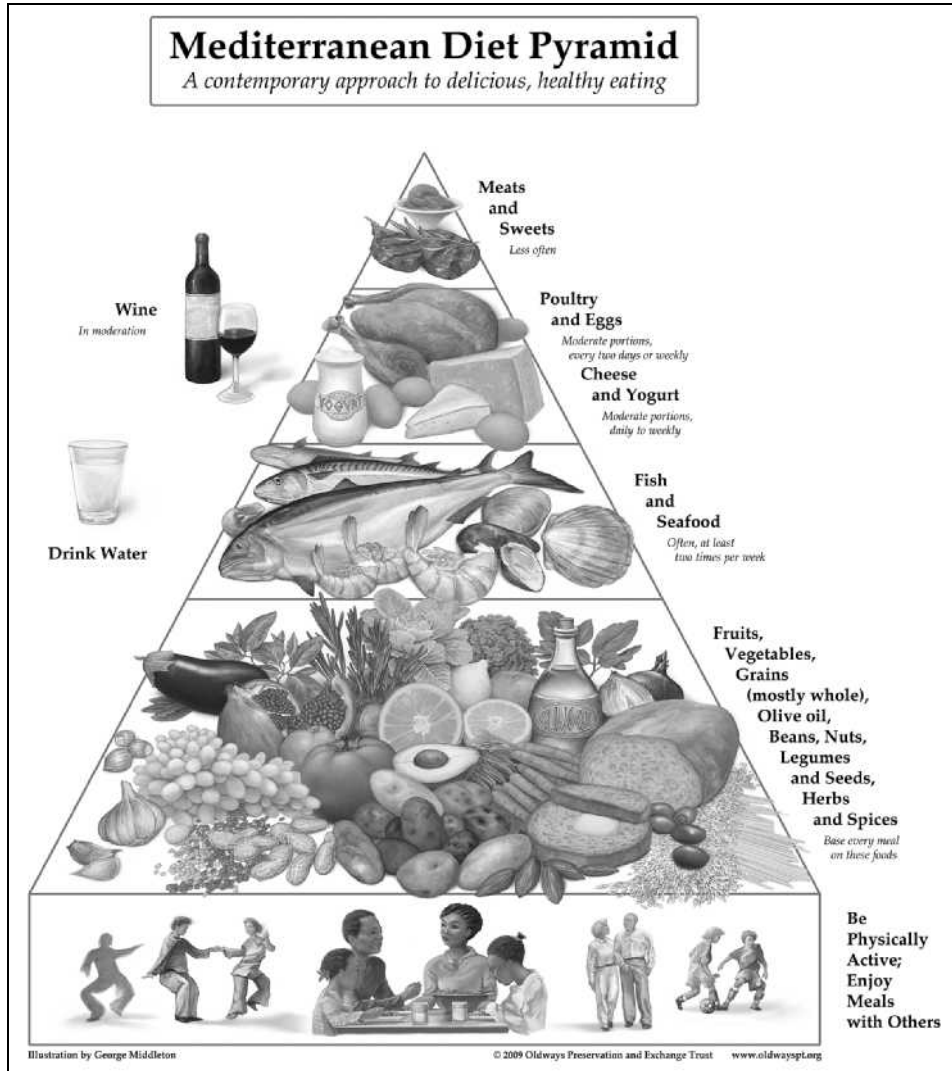 Mediterranean Diet Pyramid
A contemporary approach to delicious, healthy eating
Meats
and
Sweets
Less often
Wine
In moderation
Poultry
and Eggs
Moderate portions,
every two days or weekly
Cheese
and Yogurt
Moderate portions,
daily to weekly
YOGURT
Drink Water
Fish
and
Seafood
Often, at least
two times per week
Fruits,
Vegetables,
Grains
(mostly whole),
Olive oil,
Beans, Nuts,
Legumes
and Seeds,
Herbs
and Spices
Base every meal
on these foods
Be
Physically
Active;
Enjoy
Meals
with Others
Illustration by George Middleton
© 2009 Oldways Preservation and Exchange Trust www.oldwayspt.org